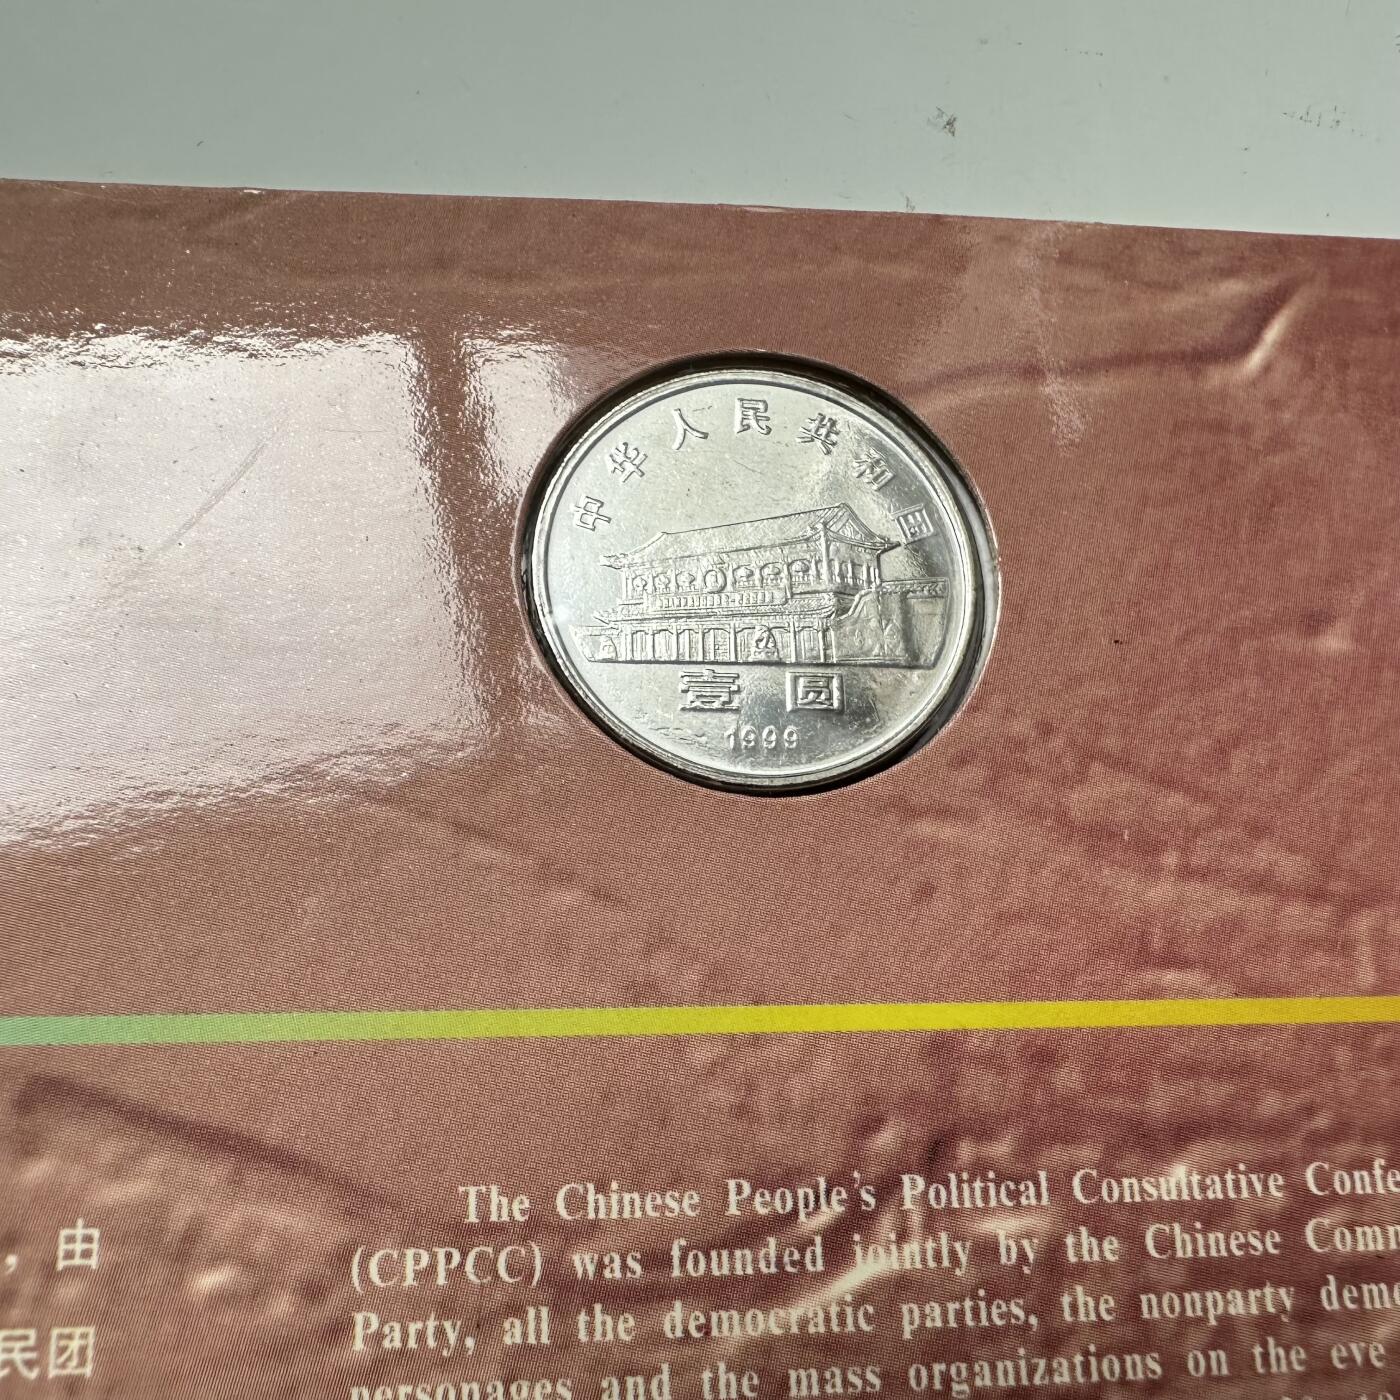 中华人民共和国
壹圆
1999
，由
民团
The Chinese People's Political Consultative Confe
(CPPCC) was founded jointly by the Chinese Comm
Party, all the democratic parties, the nonparty demo
personages and the mass organizations on the eve